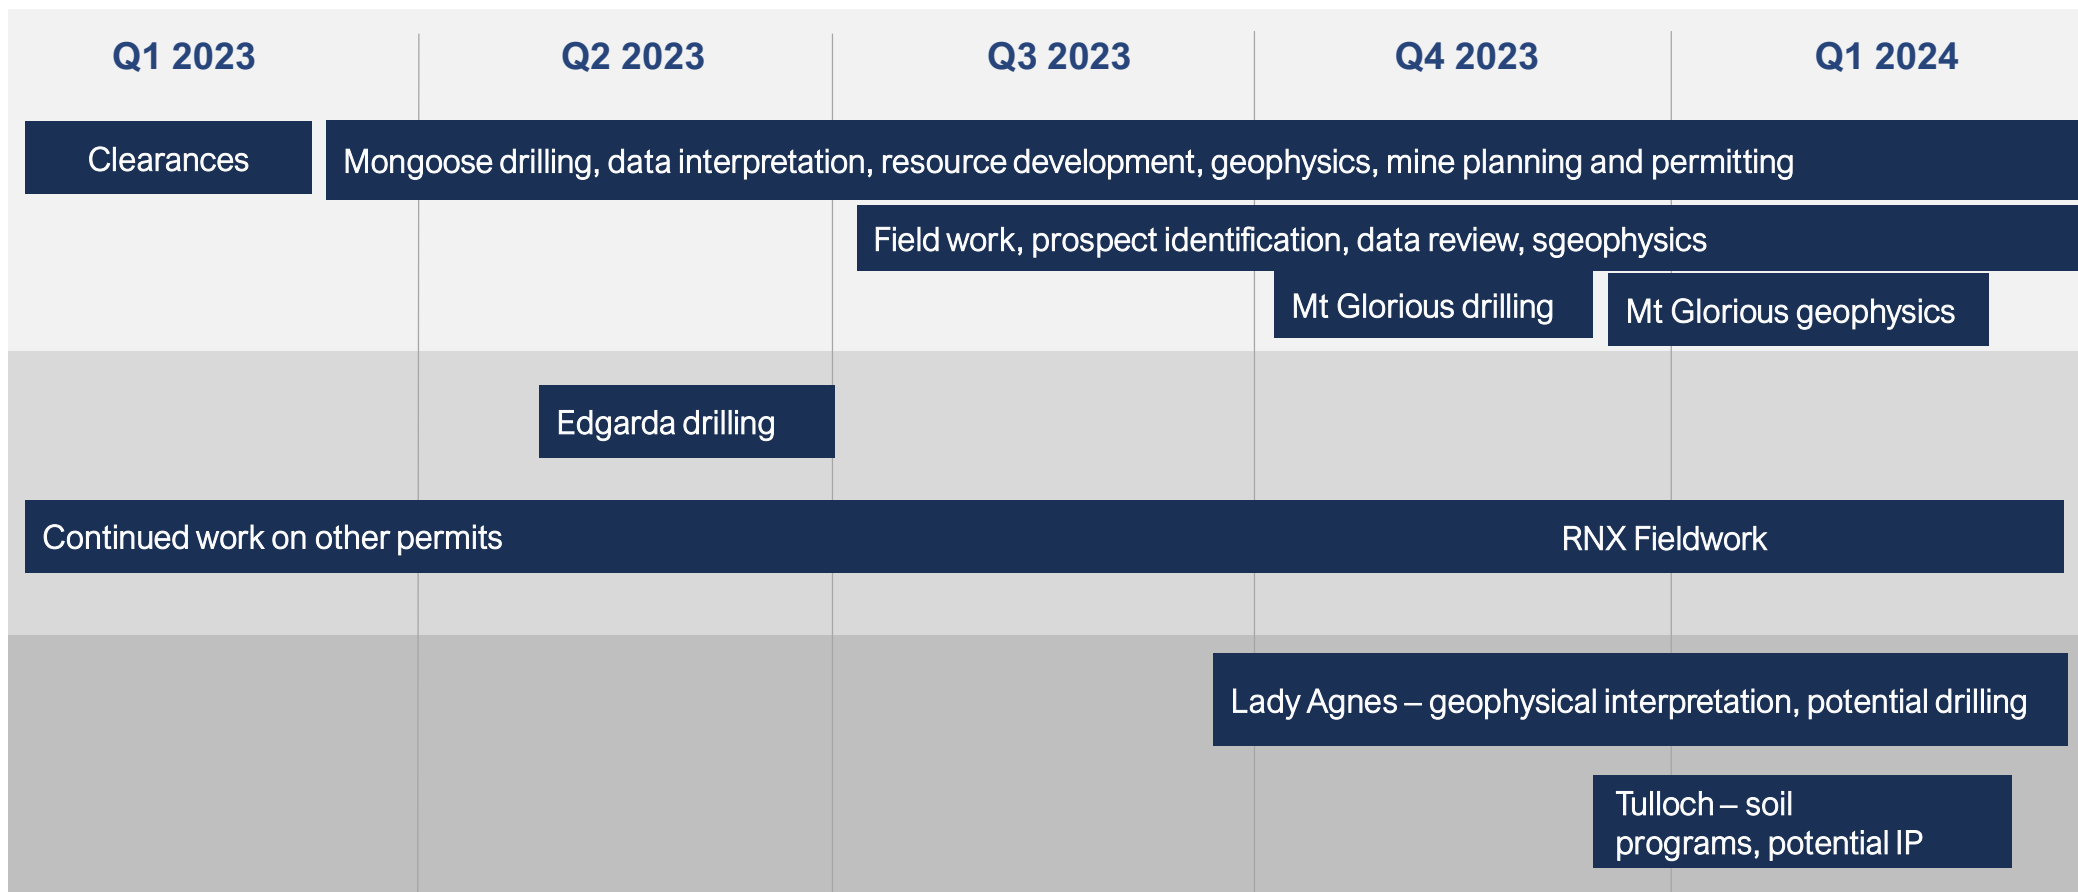 Q1 2023
Q2 2023
Q3 2023
Q4 2023
Q1 2024
Clearances
Mongoose drilling, data interpretation, resource development, geophysics, mine planning and permitting
Field work, prospect identification, data review, sgeophysics
Mt Glorious drilling
Mt Glorious geophysics
Edgarda drilling
Continued work on other permits
RNX Fieldwork
Lady Agnes – geophysical interpretation, potential drilling
Tulloch – soil
programs, potential IP